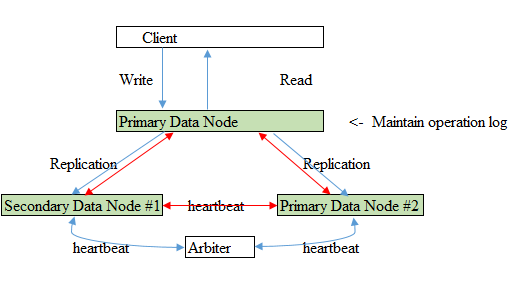 Client
Write
Read
Primary Data Node
<- Maintain operation log
Replication
Replication
Secondary Data Node #1
heartbeat
Primary Data Node #2
heartbeat
Arbiter
heartbeat